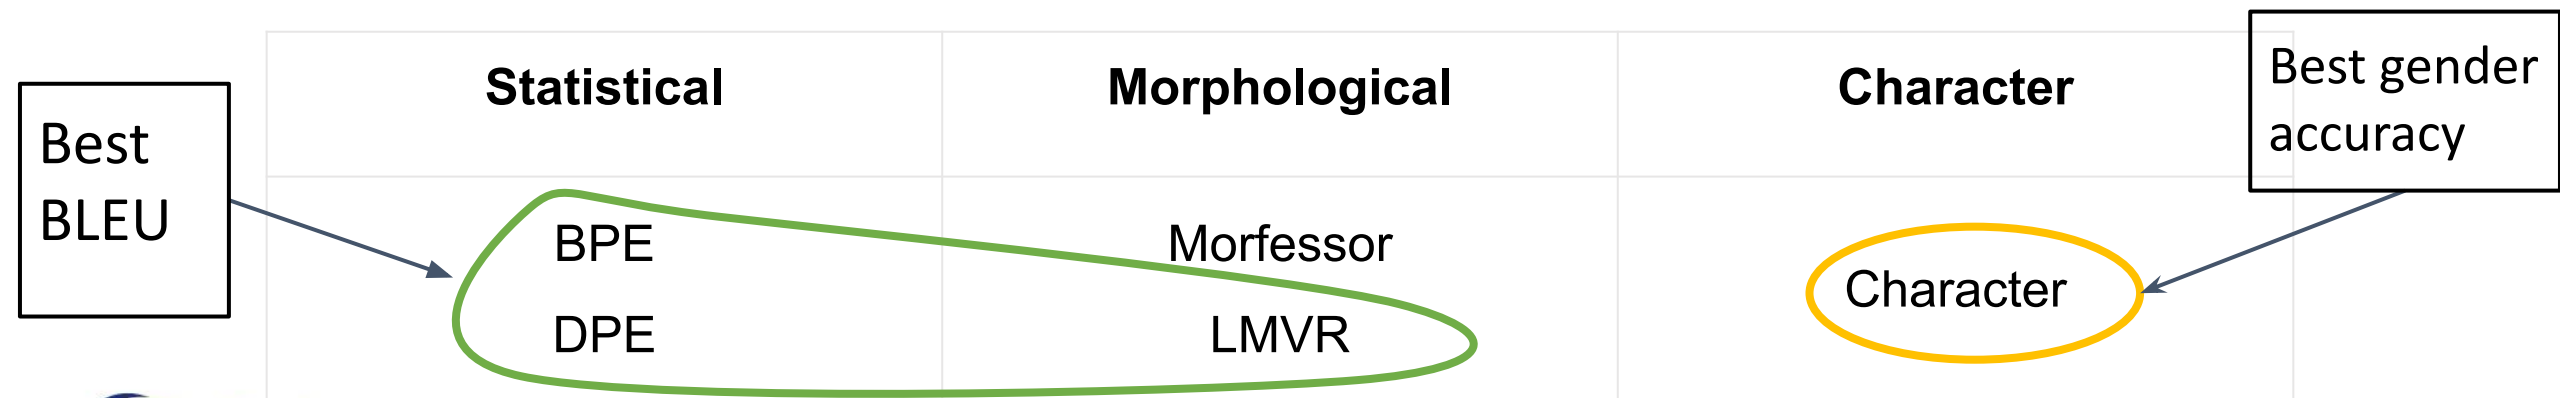 Best
BLEU
Statistical
Morphological
Character
Best gender
accuracy
BPE
Morfessor
Character
DPE
LMVR